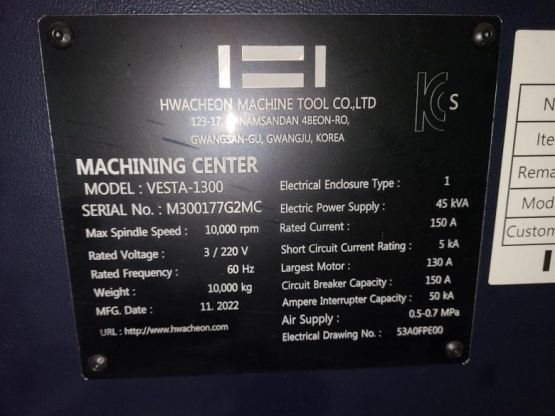 HWACHEON MACHINE TOOL CO.,LTD
123-17, HANAMSANDAN 4BEON-RO,
GWANGSAN-GU, GWANGJU, KOREA
S
MACHINING CENTER
MODEL : VESTA-1300
SERIAL No. : M300177G2MC
Max Spindle Speed : 10,000 rpm
Rated Voltage : 3 / 220 V
Rated Frequency : 60 Hz
Weight : 10,000 kg
MFG. Date : 11. 2022
URL : http://www.hwacheon.com
Electrical Enclosure Type : 1
Electric Power Supply : 45 kVA
Rated Current : 150 A
Short Circuit Current Rating : 5 kA
Largest Motor : 130 A
Circuit Breaker Capacity : 150 A
Ampere Interrupter Capacity : 50 kA
Air Supply : 0.5-0.7 MPa
Electrical Drawing No. : 53A0FPE00
N
Ite
Rema
Mod
Custom